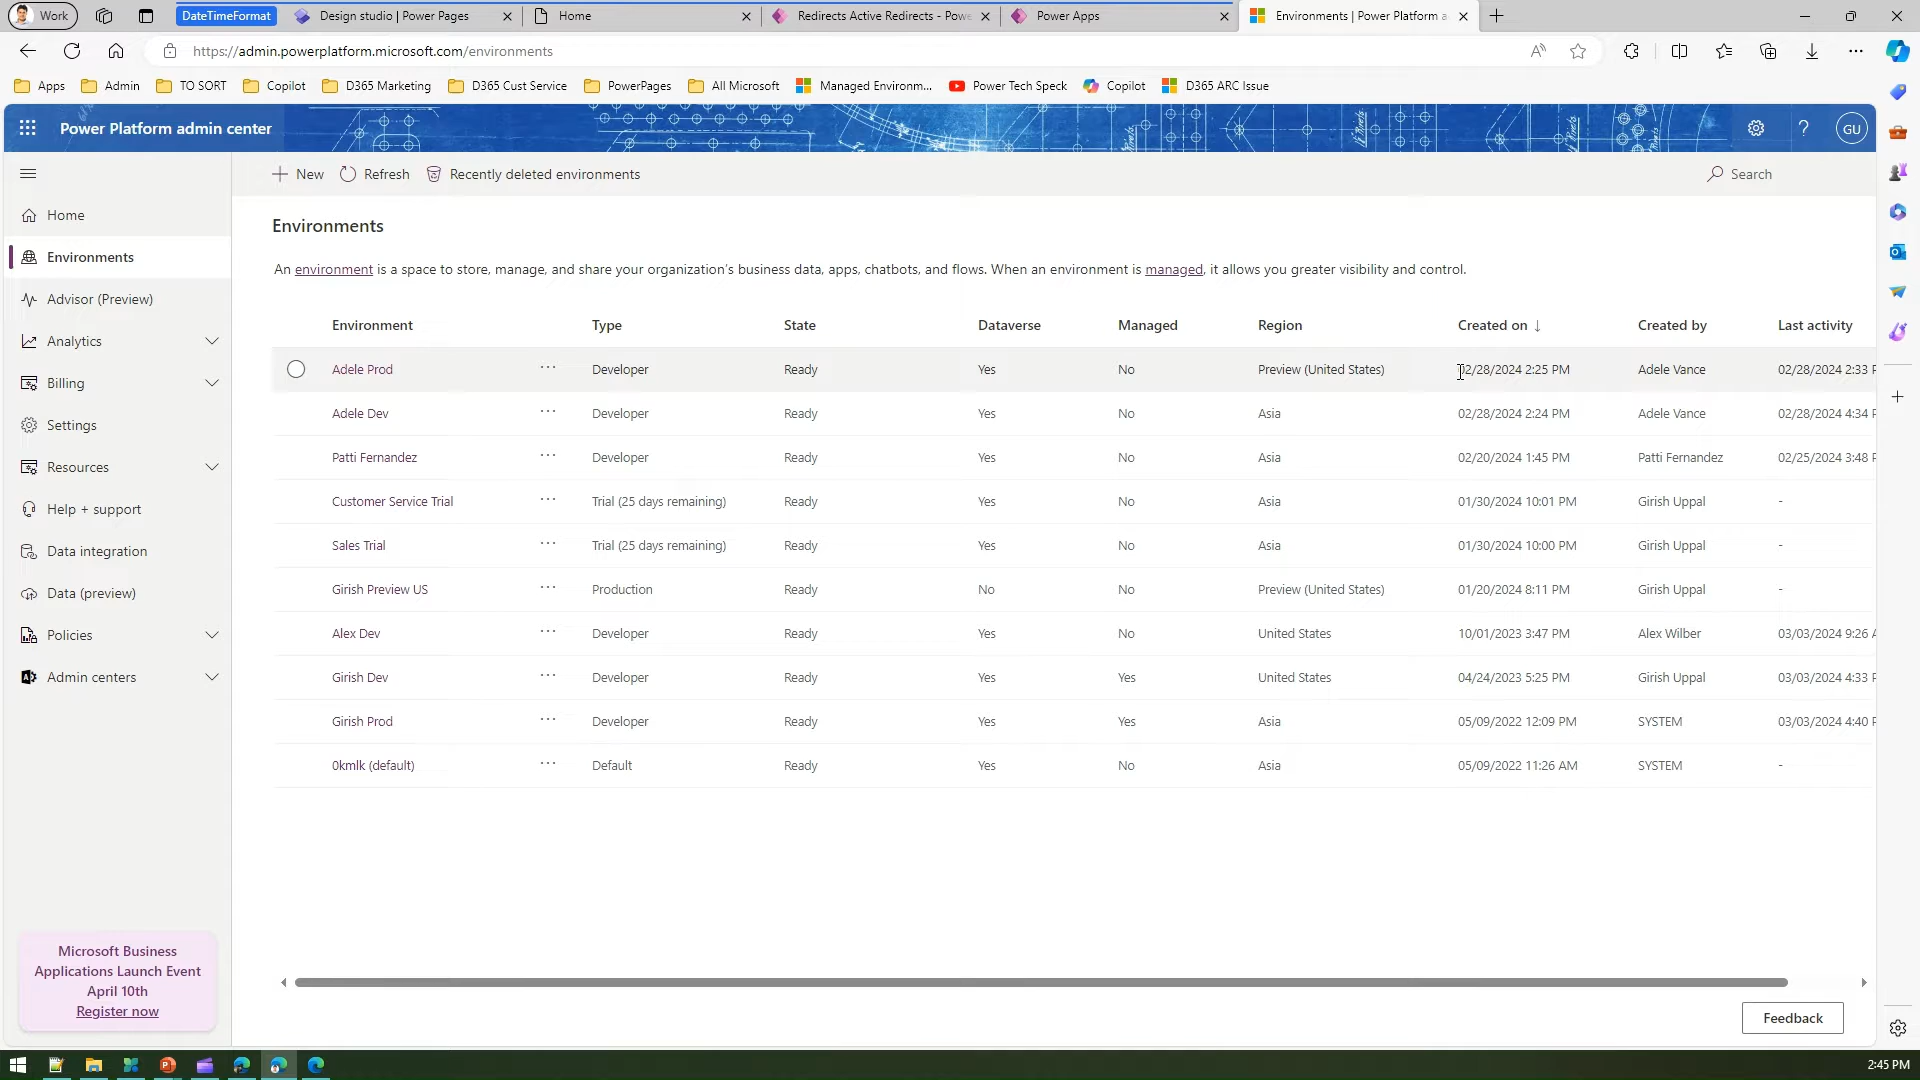 Work
DateTimeFormat
Design studio | Power Pages
Home
Redirects Active Redirects - Powe
Power Apps
Environments | Power Platform a
https://admin.powerplatform.microsoft.com/environments
Apps
Admin
TO SORT
Copilot
D365 Marketing
D365 Cust Service
PowerPages
All Microsoft
Managed Environm...
Power Tech Speck
Copilot
D365 ARC Issue
Power Platform admin center
? GU
New Refresh Recently deleted environments Search
Home
Environments
Advisor (Preview)
Analytics
Billing
Settings
Resources
Help + support
Data integration
Data (preview)
Policies
Admin centers
Microsoft Business
Applications Launch Event
April 10th
Register now
Environments
An environment is a space to store, manage, and share your organization's business data, apps, chatbots, and flows. When an environment is managed, it allows you greater visibility and control.
Environment Type State Dataverse Managed Region Created on ↓ Created by Last activity
Adele Prod ... Developer Ready Yes No Preview (United States) 02/28/2024 2:25 PM Adele Vance 02/28/2024 2:33 P
Adele Dev ... Developer Ready Yes No Asia 02/28/2024 2:24 PM Adele Vance 02/28/2024 4:34 P
Patti Fernandez ... Developer Ready Yes No Asia 02/20/2024 1:45 PM Patti Fernandez 02/25/2024 3:48 P
Customer Service Trial ... Trial (25 days remaining) Ready Yes No Asia 01/30/2024 10:01 PM Girish Uppal -
Sales Trial ... Trial (25 days remaining) Ready Yes No Asia 01/30/2024 10:00 PM Girish Uppal -
Girish Preview US ... Production Ready No No Preview (United States) 01/20/2024 8:11 PM Girish Uppal -
Alex Dev ... Developer Ready Yes No United States 10/01/2023 3:47 PM Alex Wilber 03/03/2024 9:26 A
Girish Dev ... Developer Ready Yes Yes United States 04/24/2023 5:25 PM Girish Uppal 03/03/2024 4:33 P
Girish Prod ... Developer Ready Yes Yes Asia 05/09/2022 12:09 PM SYSTEM 03/03/2024 4:40 P
0kmlk (default) ... Default Ready Yes No Asia 05/09/2022 11:26 AM SYSTEM -
Feedback
2:45 PM